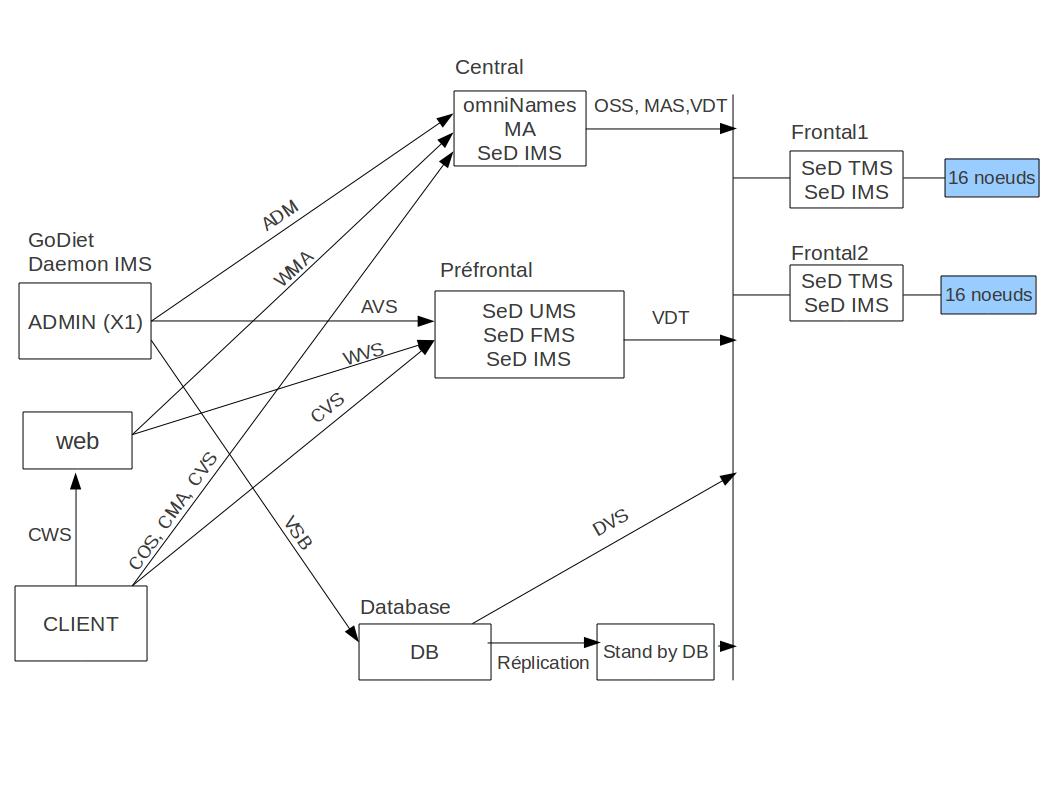 Central
omniNames
MA
SeD IMS
OSS, MAS,VDT
Frontal1
SeD TMS
SeD IMS
16 noeuds
ADM
GoDiet
Daemon IMS
ADMIN (X1)
WMA
AVS
Préfrontal
SeD UMS
SeD FMS
SeD IMS
VDT
Frontal2
SeD TMS
SeD IMS
16 noeuds
WVS
CVS
web
COS, CMA, CVS
CWS
VSB
DVS
CLIENT
Database
DB
Réplication
Stand by DB